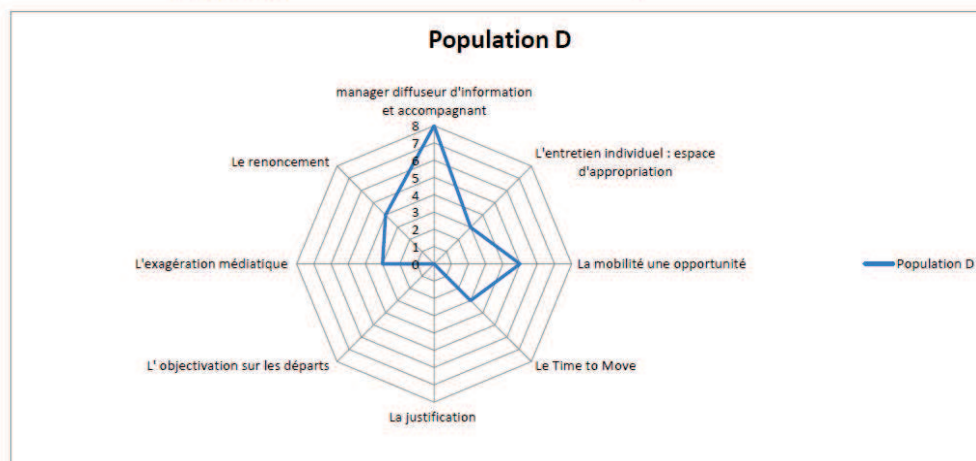 Population D
manager diffuseur d'information
et accompagnant
8
7
6
5
4
3
2
1
0
L'entretien individuel : espace
d'appropriation
Le renoncement
L'exagération médiatique
La mobilité une opportunité
Population D
L' objectivation sur les départs
Le Time to Move
La justification